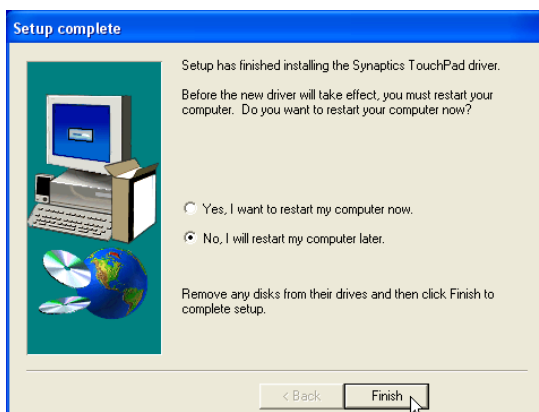 Setup complete
Setup has finished installing the Synaptics TouchPad driver.
Before the new driver will take effect, you must restart your
computer. Do you want to restart your computer now?
Yes, I want to restart my computer now.
No, I will restart my computer later.
Remove any disks from their drives and then click Finish to
complete setup.
< Back Finish